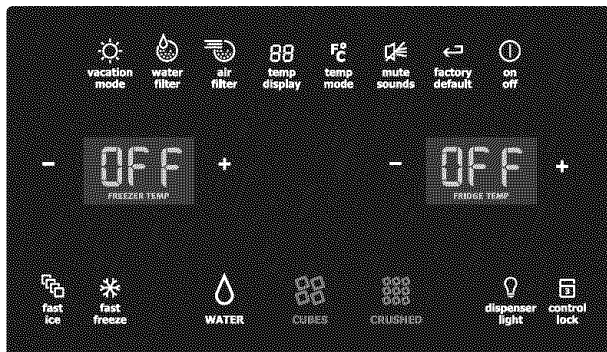 vacation mode
water filter
air filter
88 temp display
F°C temp mode
mute sounds
factory default
on off
- OFF +
FREEZER TEMP
- OFF +
FRIDGE TEMP
fast ice
fast freeze
WATER
CUBES
CRUSHED
dispenser light
3 control lock